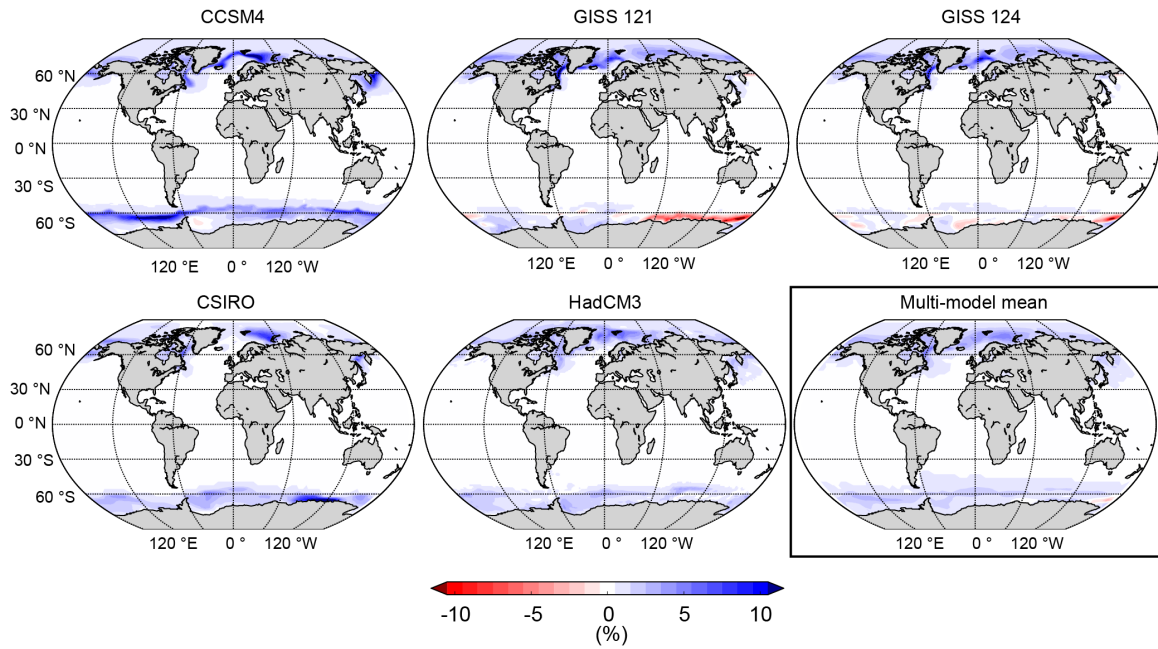 CCSM4 GISS 121 GISS 124
60 °N
30 °N
0 °N
30 °S
60 °S
120 °E 0 ° 120 °W 120 °E 0 ° 120 °W 120 °E 0 ° 120 °W
CSIRO HadCM3 Multi-model mean
60 °N
30 °N
0 °N
30 °S
60 °S
120 °E 0 ° 120 °W 120 °E 0 ° 120 °W 120 °E 0 ° 120 °W
-10 -5 0 5 10
(%)